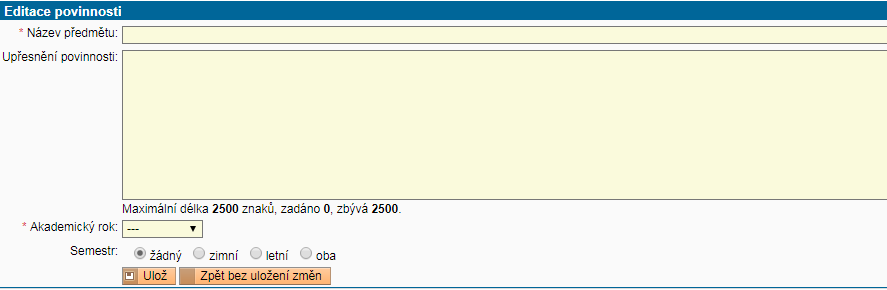 Editace povinnosti
* Název předmětu:
Upřesnění povinnosti:
Maximální délka 2500 znaků, zadáno 0, zbývá 2500.
* Akademický rok: ---
Semestr: žádný zimní letní oba
Ulož Zpět bez uložení změn